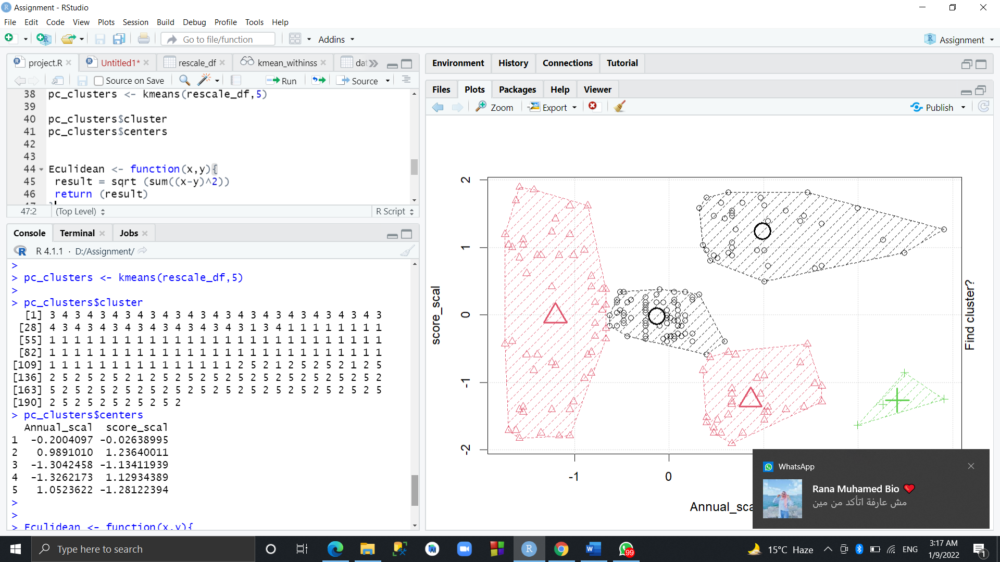 Assignment - RStudio
File Edit Code View Plots Session Build Debug Profile Tools Help
Go to file/function Addins Assignment
project.R Untitled1* rescale_df kmean_withinss dat
Source on Save Run Source
38 pc_clusters <- kmeans(rescale_df,5)
39
40 pc_clusters$cluster
41 pc_clusters$centers
42
43
44 Eculidean <- function(x,y){
45 result = sqrt (sum((x-y)^2))
46 return (result)
47:2 (Top Level) R Script
Console Terminal Jobs
R 4.1.1 · D:/Assignment/
>
> pc_clusters <- kmeans(rescale_df,5)
>
> pc_clusters$cluster
[1] 3 4 3 4 3 4 3 4 3 4 3 4 3 4 3 4 3 4 3 4 3 4 3 4 3 4 3
[28] 4 3 4 3 4 3 4 3 4 3 4 3 4 3 4 3 1 3 4 1 1 1 1 1 1 1 1
[55] 1 1 1 1 1 1 1 1 1 1 1 1 1 1 1 1 1 1 1 1 1 1 1 1 1 1 1
[82] 1 1 1 1 1 1 1 1 1 1 1 1 1 1 1 1 1 1 1 1 1 1 1 1 1 1 1
[109] 1 1 1 1 1 1 1 1 1 1 1 1 1 1 1 2 5 2 1 2 5 2 5 2 1 2 5
[136] 2 5 2 5 2 5 2 1 2 5 2 5 2 5 2 5 2 5 2 5 2 5 2 5 2 5 2
[163] 5 2 5 2 5 2 5 2 5 2 5 2 5 2 5 2 5 2 5 2 5 2 5 2 5 2 5
[190] 2 5 2 5 2 5 2 5 2 5 2
> pc_clusters$centers
Annual_scal score_scal
1 -0.2004097 -0.02638995
2 0.9891010 1.23640011
3 -1.3042458 -1.13411939
4 -1.3262173 1.12934389
5 1.0523622 -1.28122394
>
>
> Eculidean <- function(x,y){
Environment History Connections Tutorial
Files Plots Packages Help Viewer
Zoom Export Publish
2
1
0
-1
-2
score_scal
Find cluster?
-1 0
Annual_sca
WhatsApp
Rana Muhamed Bio ❤️
مش عارفة اتأكد من مين
Type here to search
99
15°C Haze ENG
3:17 AM
1/9/2022
1